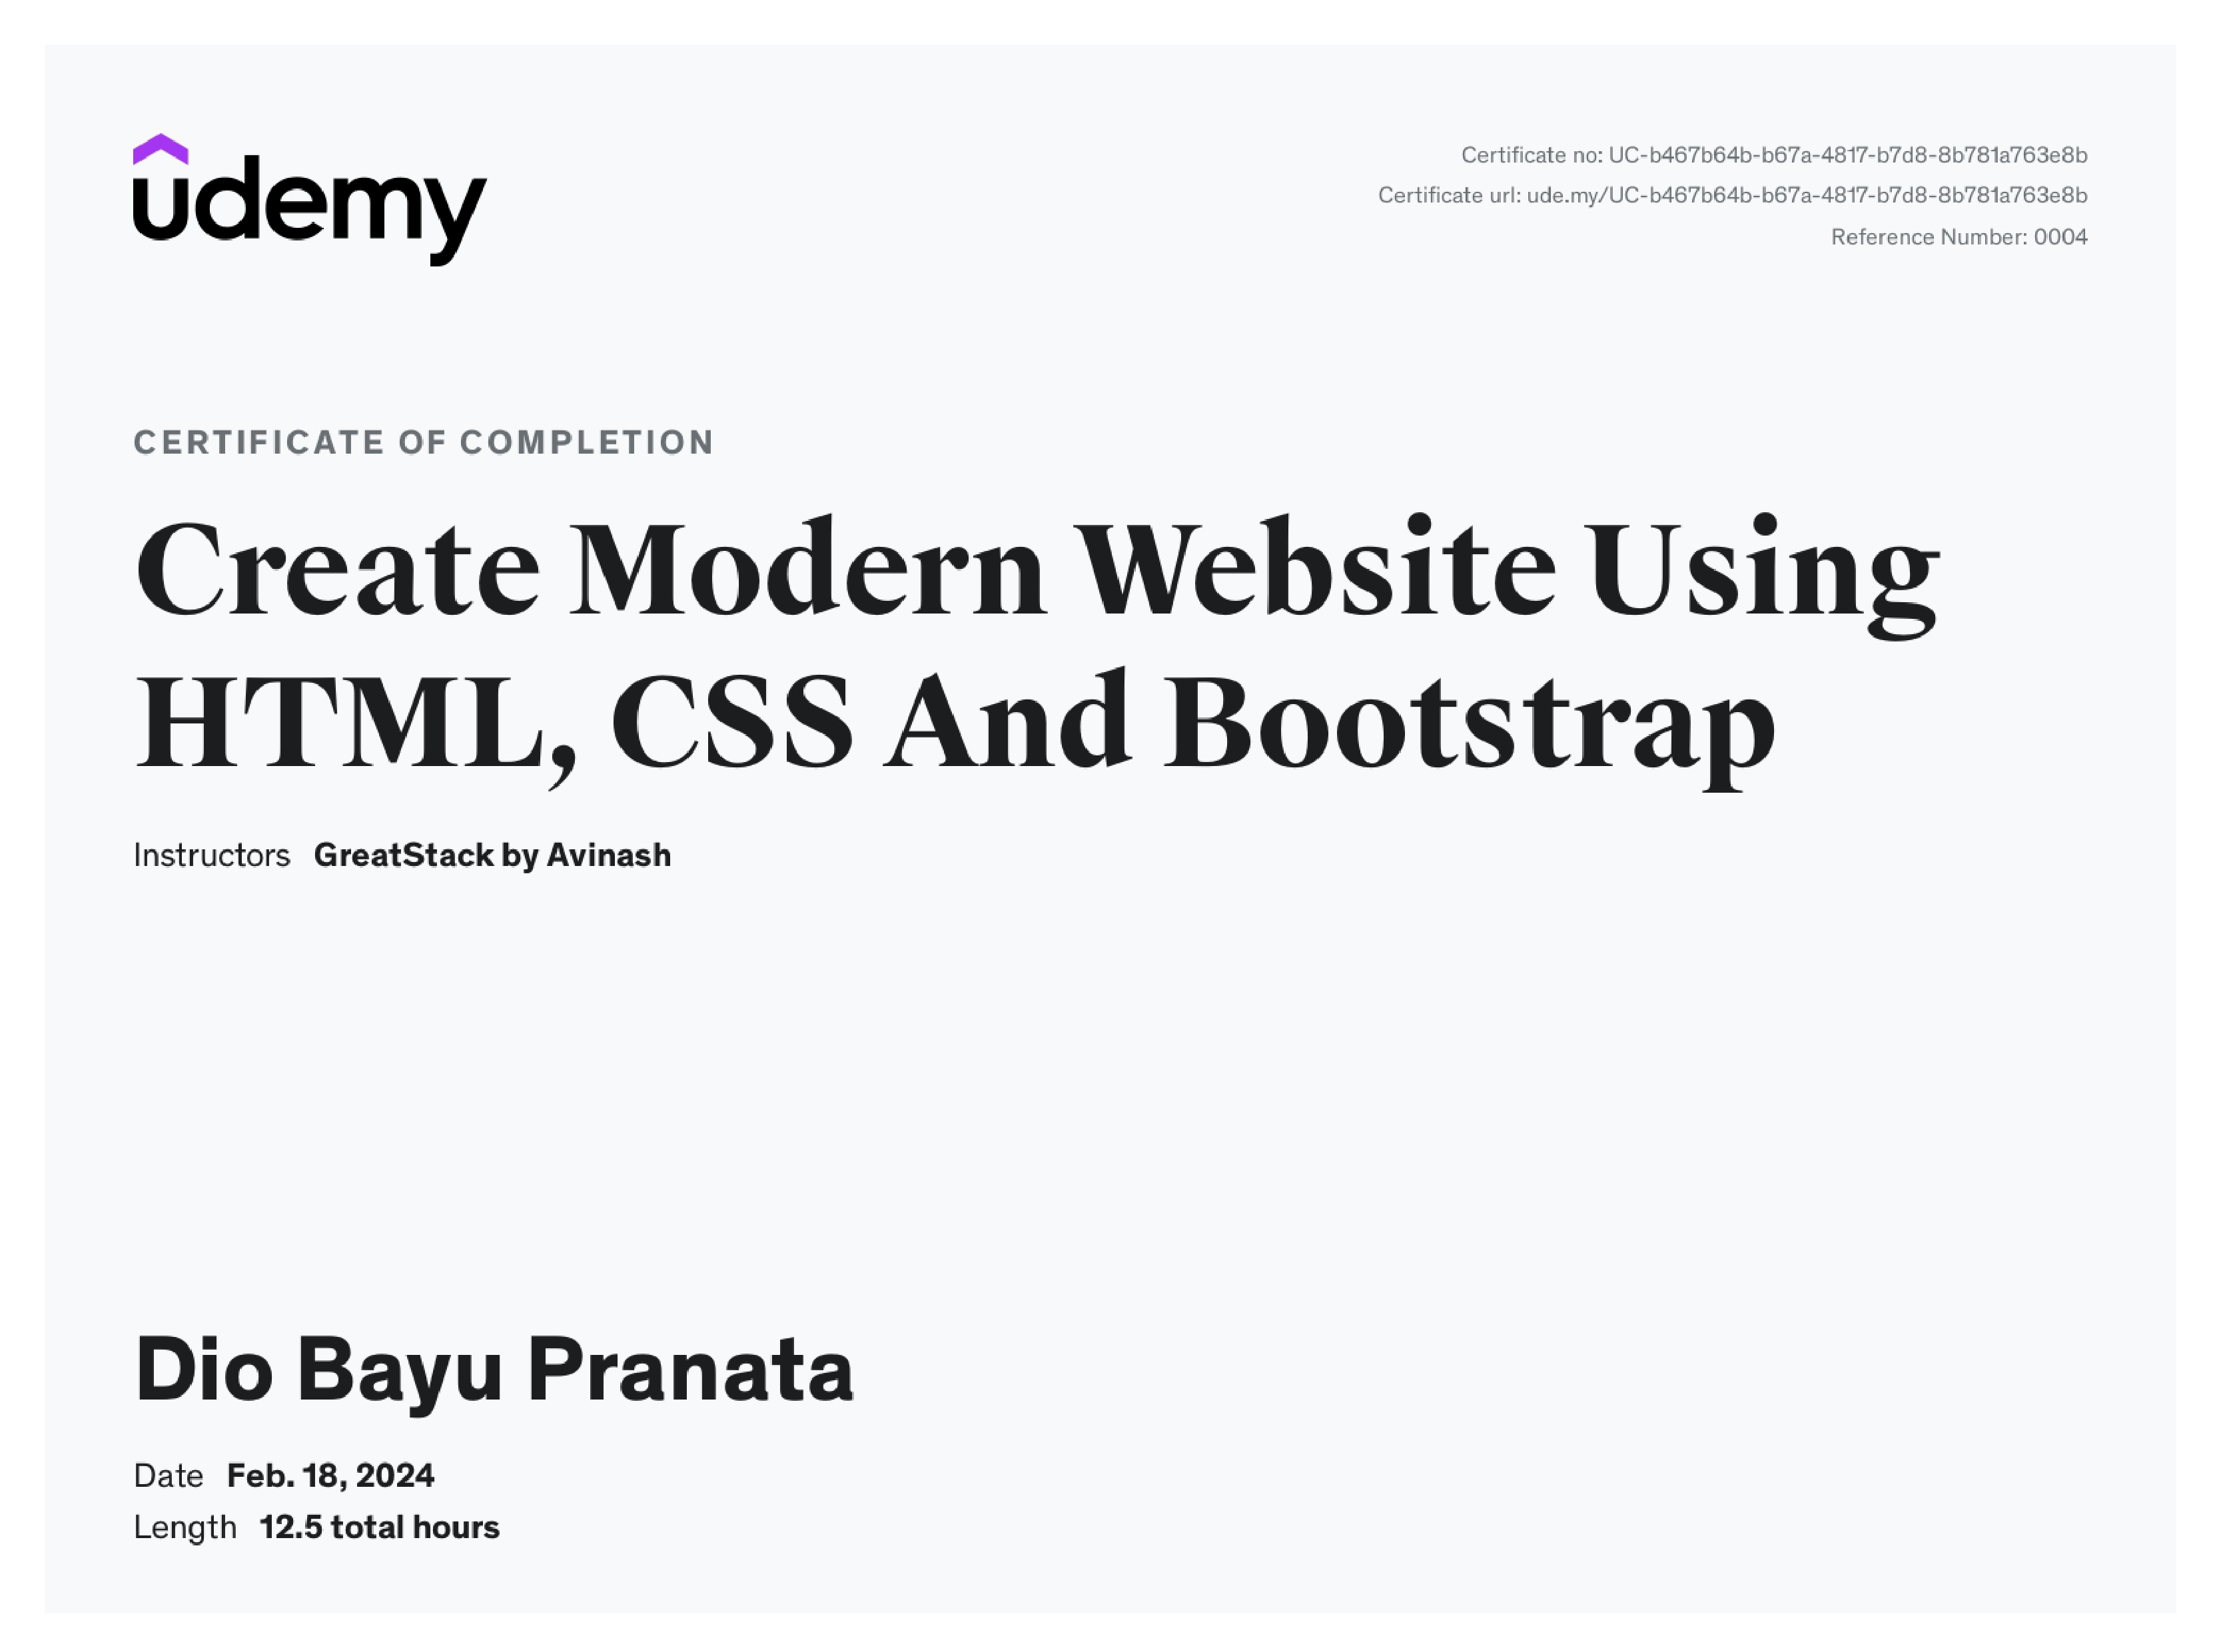 udemy
Certificate no: UC-b467b64b-b67a-4817-b7d8-8b781a763e8b
Certificate url: ude.my/UC-b467b64b-b67a-4817-b7d8-8b781a763e8b
Reference Number: 0004
CERTIFICATE OF COMPLETION
Create Modern Website Using
HTML, CSS And Bootstrap
Instructors GreatStack by Avinash
Dio Bayu Pranata
Date Feb. 18, 2024
Length 12.5 total hours